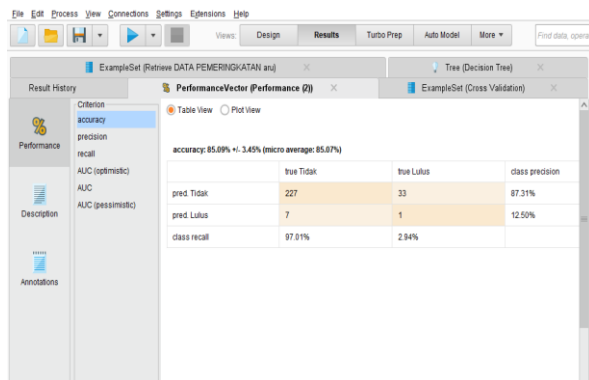 File Edit Process View Connections Settings Extensions Help
Views: Design Results Turbo Prep Auto Model More Find data, opera
ExampleSet (Retrieve DATA PEMERINGKATAN aru) Tree (Decision Tree)
Result History PerformanceVector (Performance (2)) ExampleSet (Cross Validation)
Performance
Description
Annotations
Criterion
accuracy
precision
recall
AUC (optimistic)
AUC
AUC (pessimistic)
Table View Plot View
accuracy: 85.09% +/- 3.45% (micro average: 85.07%)
true Tidak true Lulus class precision
pred. Tidak 227 33 87.31%
pred. Lulus 7 1 12.50%
class recall 97.01% 2.94%